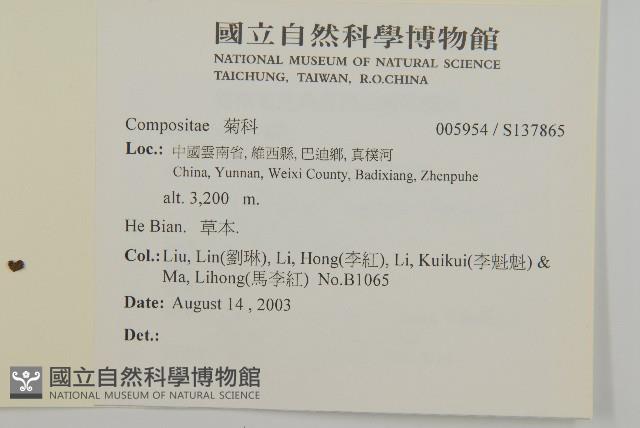 國立自然科學博物館
NATIONAL MUSEUM OF NATURAL SCIENCE
TAICHUNG, TAIWAN, R.O.CHINA
Compositae 菊科 005954 / S137865
Loc.: 中國雲南省, 維西縣, 巴迪鄉, 真樸河
China, Yunnan, Weixi County, Badixiang, Zhenpuhe
alt. 3,200 m.
He Bian. 草本.
Col.: Liu, Lin(劉琳), Li, Hong(李紅), Li, Kuikui(李魁魁) &
Ma, Lihong(馬李紅) No.B1065
Date: August 14 , 2003
Det.:
國立自然科學博物館
NATIONAL MUSEUM OF NATURAL SCIENCE